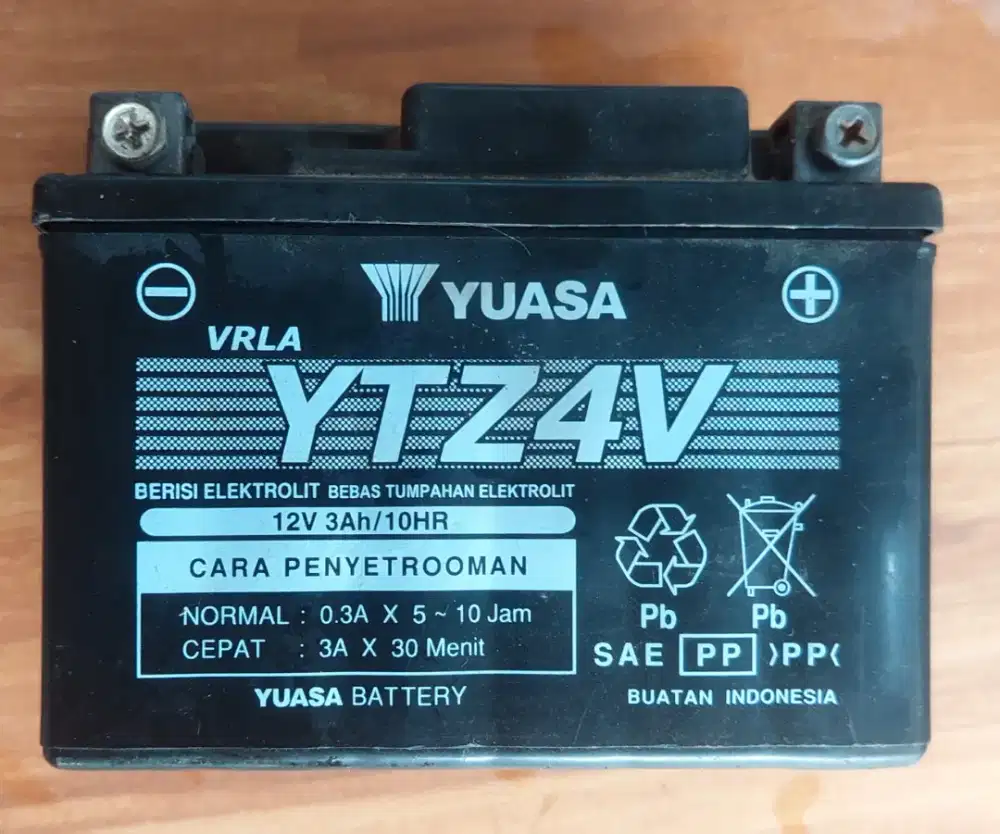 YUASA
VRLA
YTZ4V
BERISI ELEKTROLIT BEBAS TUMPAHAN ELEKTROLIT
12V 3Ah/10HR
CARA PENYETROOMAN
NORMAL : 0.3A X 5 ~ 10 Jam
CEPAT : 3A X 30 Menit
YUASA BATTERY
Pb Pb
SAE PP >PP<
BUATAN INDONESIA